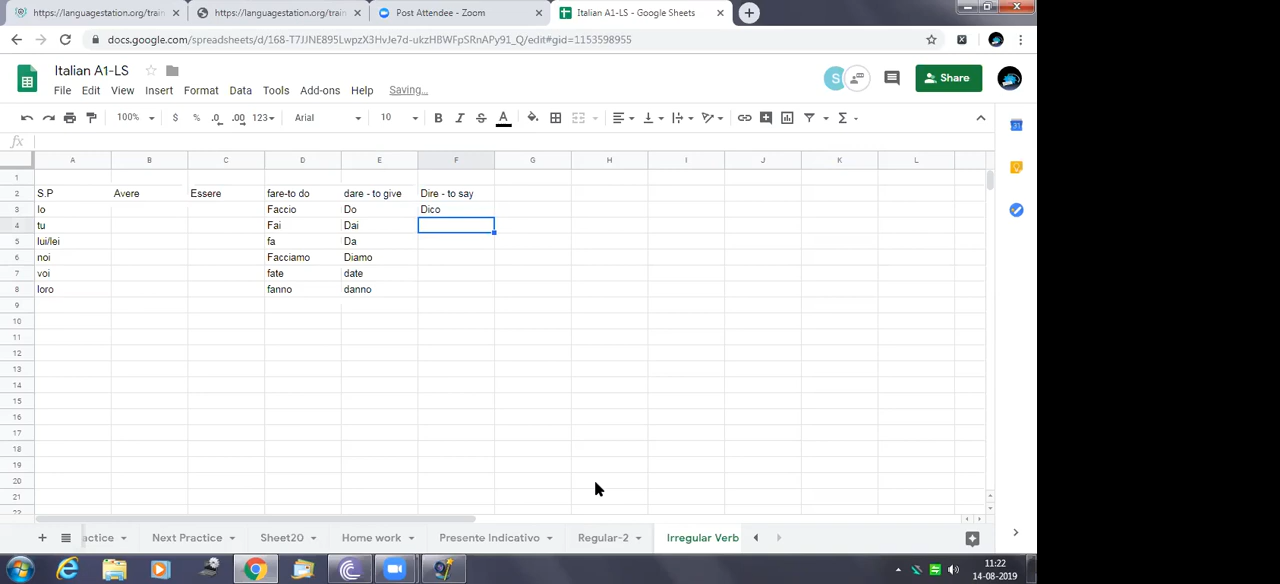 https://languagestation.org/train
https://languagestation.org/train
Post Attendee - Zoom
Italian A1-LS - Google Sheets
docs.google.com/spreadsheets/d/168-T7JJNE895LwpzX3HvJe7d-ukzHBWFpSRnAPy91_Q/edit#gid=1153598955
Italian A1-LS
S
Share
File Edit View Insert Format Data Tools Add-ons Help Saving...
100% $ % .0 .00 123 Arial 10 B I S A
fx
A B C D E F G H I J K L
1
2 S.P Avere Essere fare-to do dare - to give Dire - to say
3 Io Faccio Do Dico
4 tu Fai Dai
5 lui/lei fa Da
6 noi Facciamo Diamo
7 voi fate date
8 loro fanno danno
9
10
11
12
13
14
15
16
17
18
19
20
21
22
actice Next Practice Sheet20 Home work Presente Indicativo Regular-2 Irregular Verb
11:22
14-08-2019